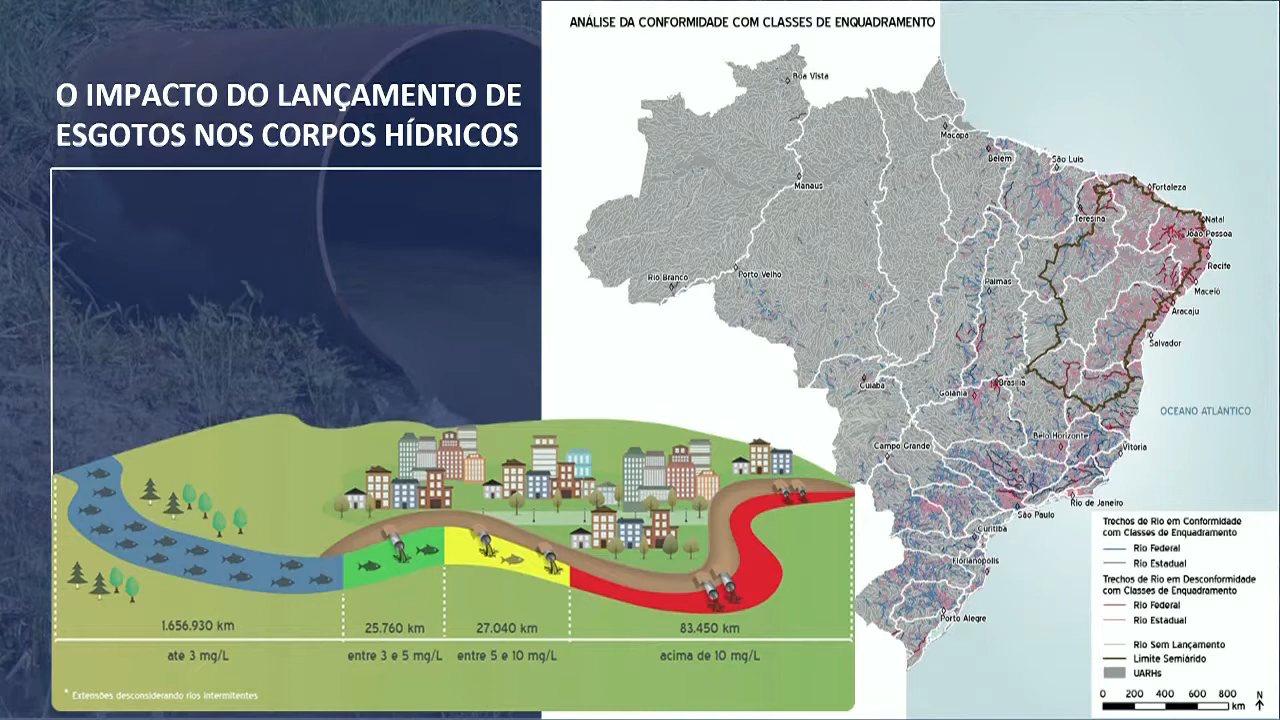 O IMPACTO DO LANÇAMENTO DE
ESGOTOS NOS CORPOS HÍDRICOS
1.656.930 km
25.760 km
27.040 km
83.450 km
até 3 mg/L
entre 3 e 5 mg/L
entre 5 e 10 mg/L
acima de 10 mg/L
* Extensões desconsiderando rios intermitentes
ANÁLISE DA CONFORMIDADE COM CLASSES DE ENQUADRAMENTO
Boa Vista
Macapá
Belém
São Luis
Manaus
Fortaleza
Teresina
Natal
João Pessoa
Recife
Rio Branco
Porto Velho
Palmas
Maceió
Aracaju
Salvador
Cuiabá
Brasília
Goiânia
OCEANO ATLÂNTICO
Belo Horizonte
Campo Grande
Vitória
Rio de Janeiro
São Paulo
Curitiba
Florianopolis
Porto Alegre
Trechos de Rio em Conformidade
com Classes de Enquadramento
Rio Federal
Rio Estadual
Trechos de Rio em Desconformidade
com Classes de Enquadramento
Rio Federal
Rio Estadual
Rio Sem Lançamento
Limite Semiárido
UARHs
0 200 400 600 800
km
N